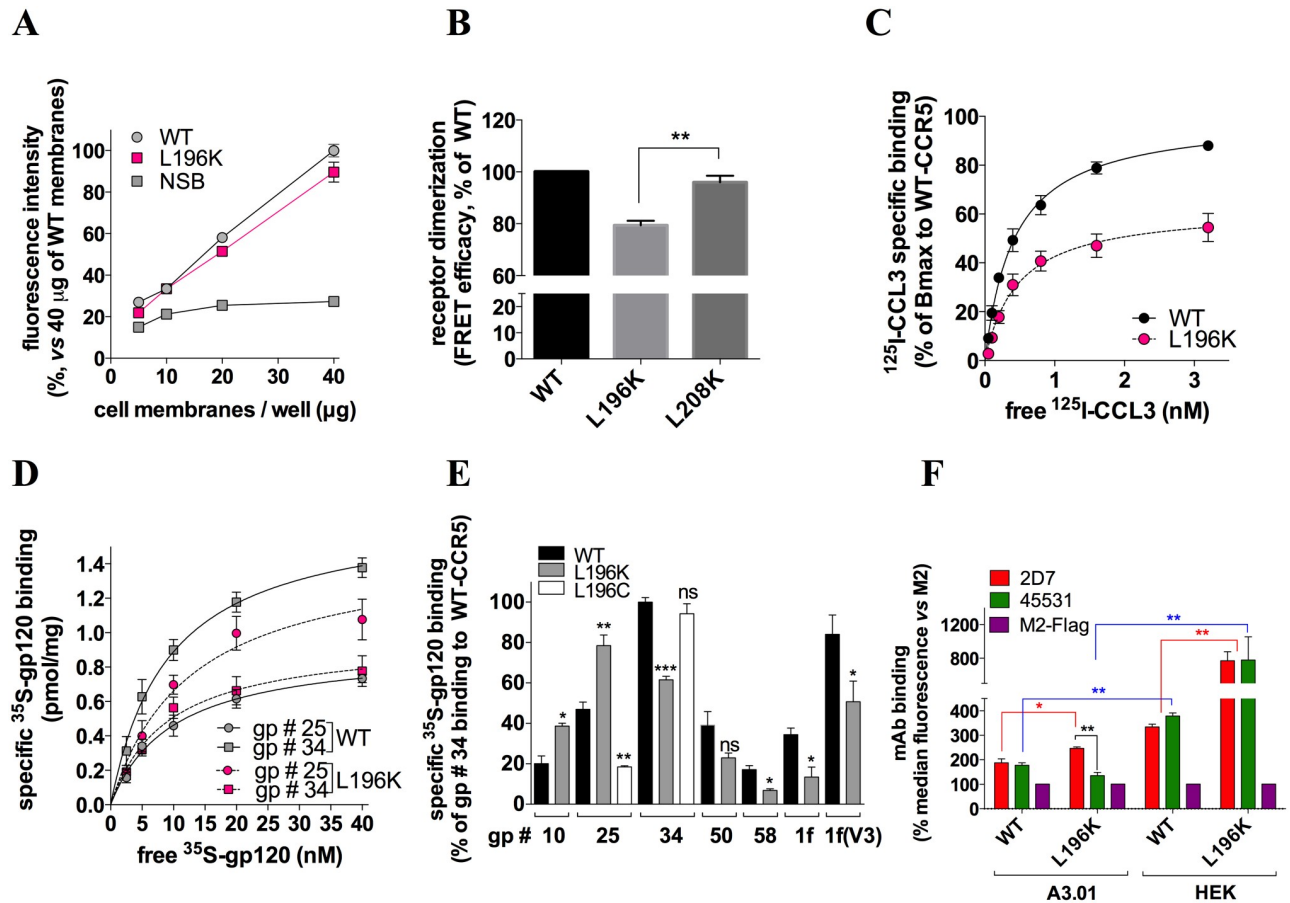 A
fluorescence intensity
(%, vs 40 µg of WT membranes)
100
80
60
40
20
0
WT
L196K
NSB
0 10 20 30 40
cell membranes / well (µg)
B
receptor dimerization
(FRET efficacy, % of WT)
120
100
80
60
20
15
10
5
0
**
WT
L196K
L208K
C
125I-CCL3 specific binding
(% of Bmax to WT-CCR5)
100
80
60
40
20
0
WT
L196K
0 1 2 3
free 125I-CCL3 (nM)
D
specific 35S-gp120 binding
(pmol/mg)
1.4
1.2
1.0
0.8
0.6
0.4
0.2
0.0
gp # 25
gp # 34
WT
gp # 25
gp # 34
L196K
0 5 10 15 20 25 30 35 40
free 35S-gp120 (nM)
E
specific 35S-gp120 binding
(% of gp # 34 binding to WT-CCR5)
WT
L196K
L196C
100
80
60
40
20
0
* ** ** *** ns ns * * *
gp # 10 25 34 50 58 1f 1f(V3)
F
2D7
45531
M2-Flag
mAb binding
(% median fluorescence vs M2)
1200
800
400
300
200
100
0
* ** ** ** **
WT
L196K
WT
L196K
A3.01
HEK